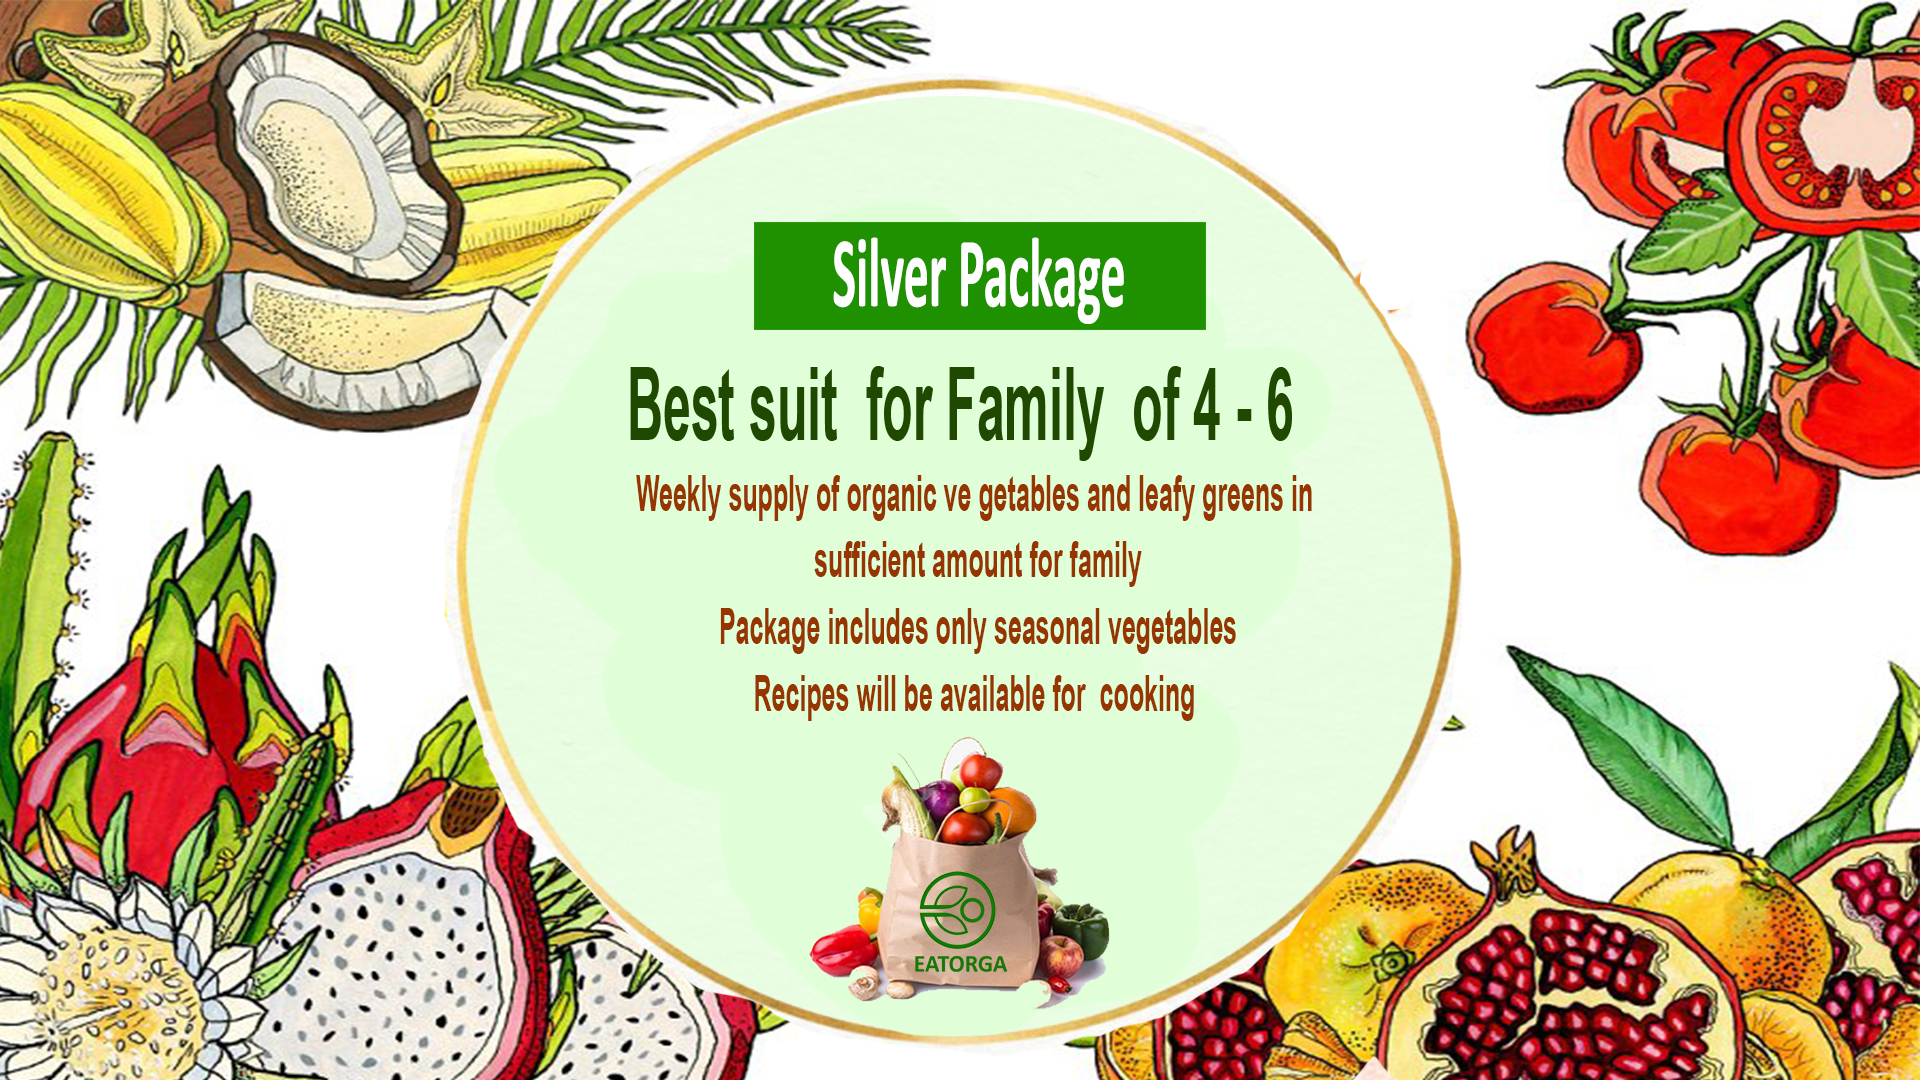 Silver Package
Best suit  for Family  of 4 - 6
Weekly supply of organic ve getables and leafy greens in
sufficient amount for family
Package includes only seasonal vegetables
Recipes will be available for  cooking
EATORGA